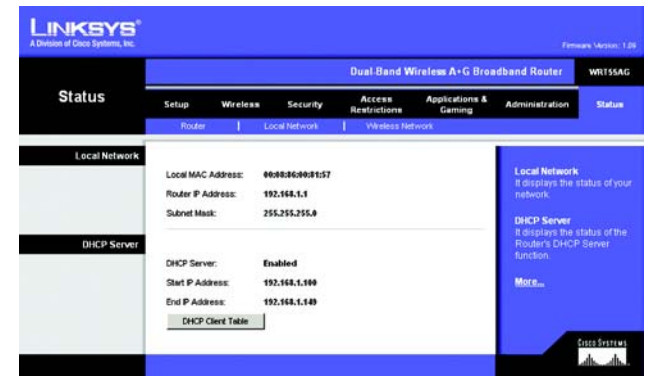 LINKSYS®
A Division of Cisco Systems, Inc.
Firmware Version: 1.09
Dual-Band Wireless A+G Broadband Router
WRT55AG
Status
Setup Wireless Security Access Restrictions Applications & Gaming Administration Status
Router | Local Network | Wireless Network
Local Network
Local MAC Address: 00:08:86:00:81:57
Router IP Address: 192.168.1.1
Subnet Mask: 255.255.255.0
DHCP Server
DHCP Server: Enabled
Start IP Address: 192.168.1.100
End IP Address: 192.168.1.149
DHCP Client Table
Local Network
It displays the status of your
network.
DHCP Server
It displays the status of the
Router's DHCP Server
function.
More...
CISCO SYSTEMS